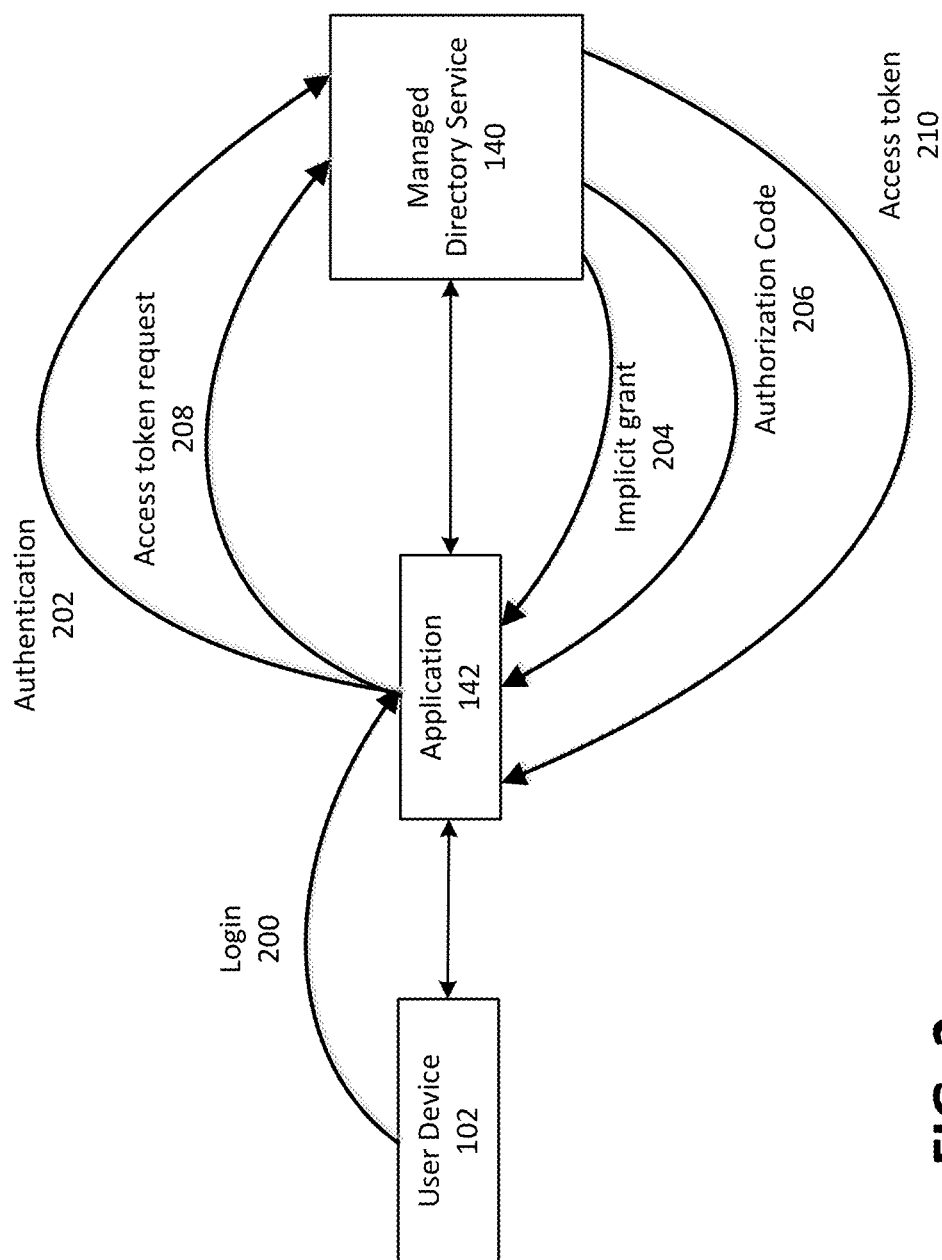 Authentication
202
Access token request
208
Login
200
User Device
102
Application
142
Managed
Directory Service
140
Implicit grant
204
Authorization Code
206
Access token
210